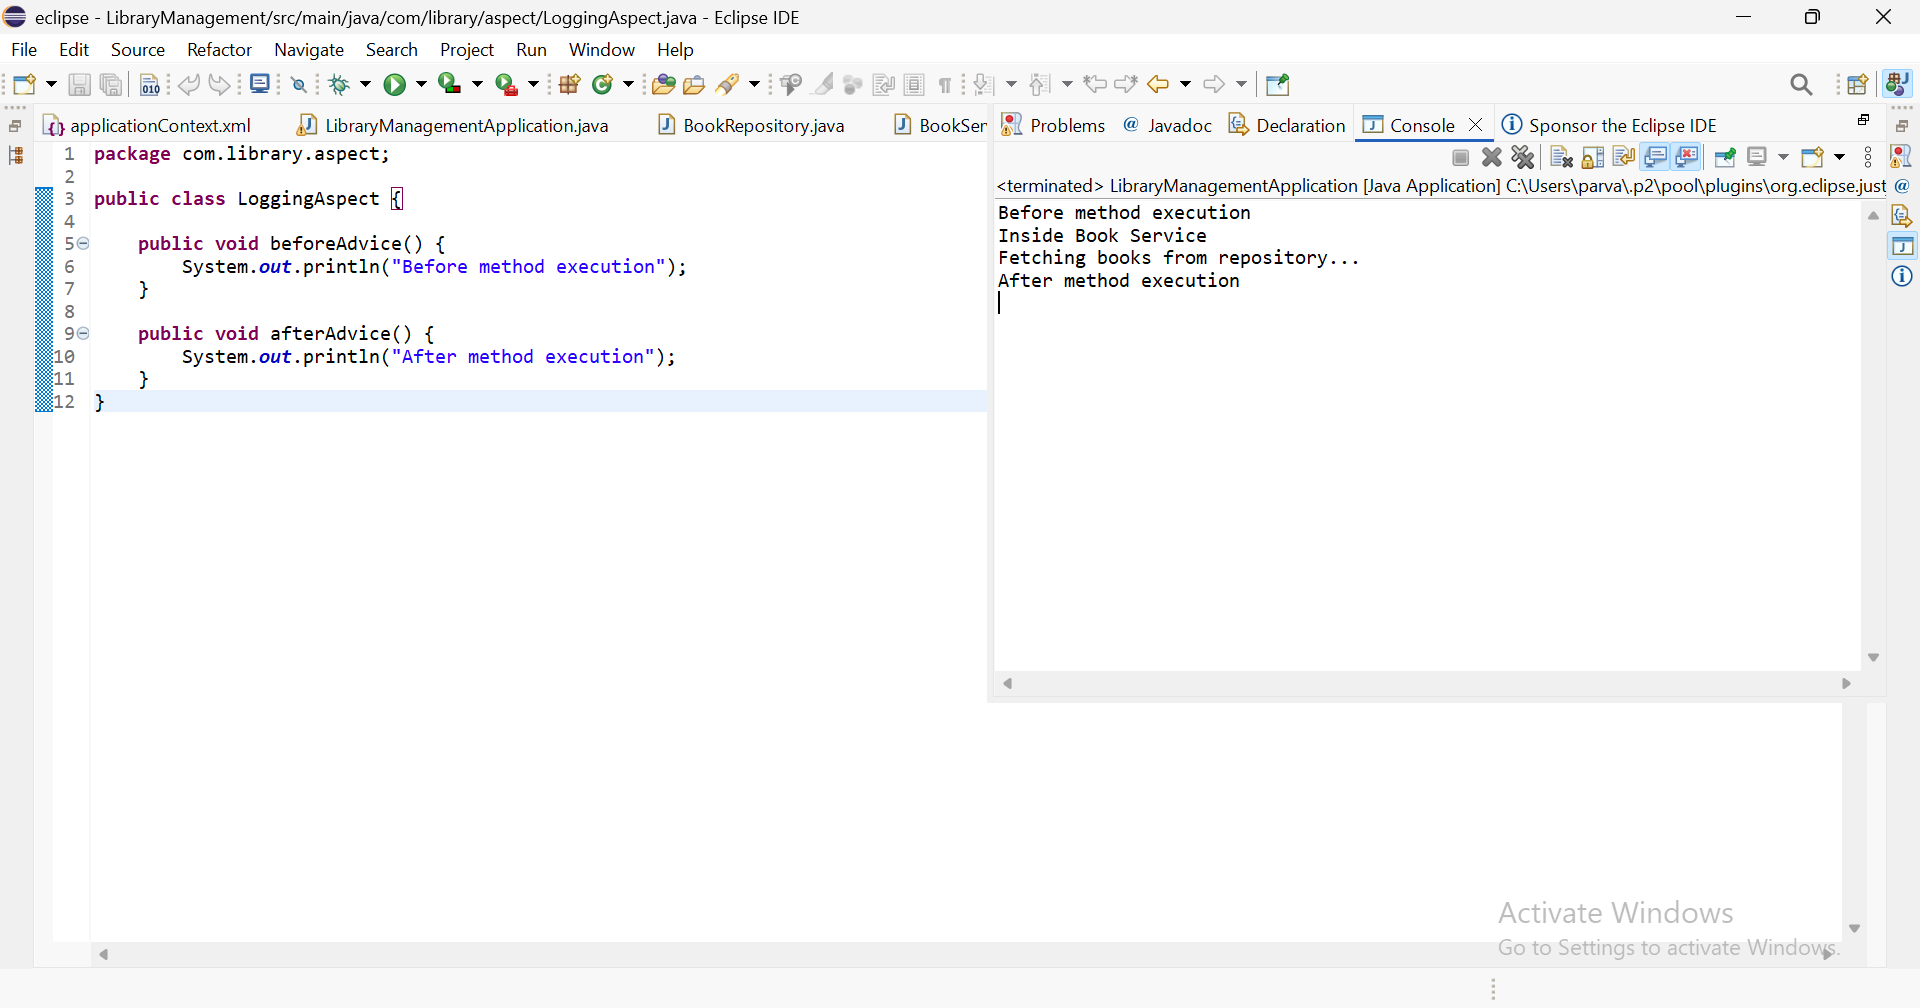 eclipse - LibraryManagement/src/main/java/com/library/aspect/LoggingAspect.java - Eclipse IDE
File Edit Source Refactor Navigate Search Project Run Window Help
applicationContext.xml LibraryManagementApplication.java BookRepository.java BookSer
1 package com.library.aspect;
2
3 public class LoggingAspect {
4
5 public void beforeAdvice() {
6 System.out.println("Before method execution");
7 }
8
9 public void afterAdvice() {
10 System.out.println("After method execution");
11 }
12 }
Problems @ Javadoc Declaration Console Sponsor the Eclipse IDE
<terminated> LibraryManagementApplication [Java Application] C:\Users\parva\.p2\pool\plugins\org.eclipse.just
Before method execution
Inside Book Service
Fetching books from repository...
After method execution
Activate Windows
Go to Settings to activate Windows.